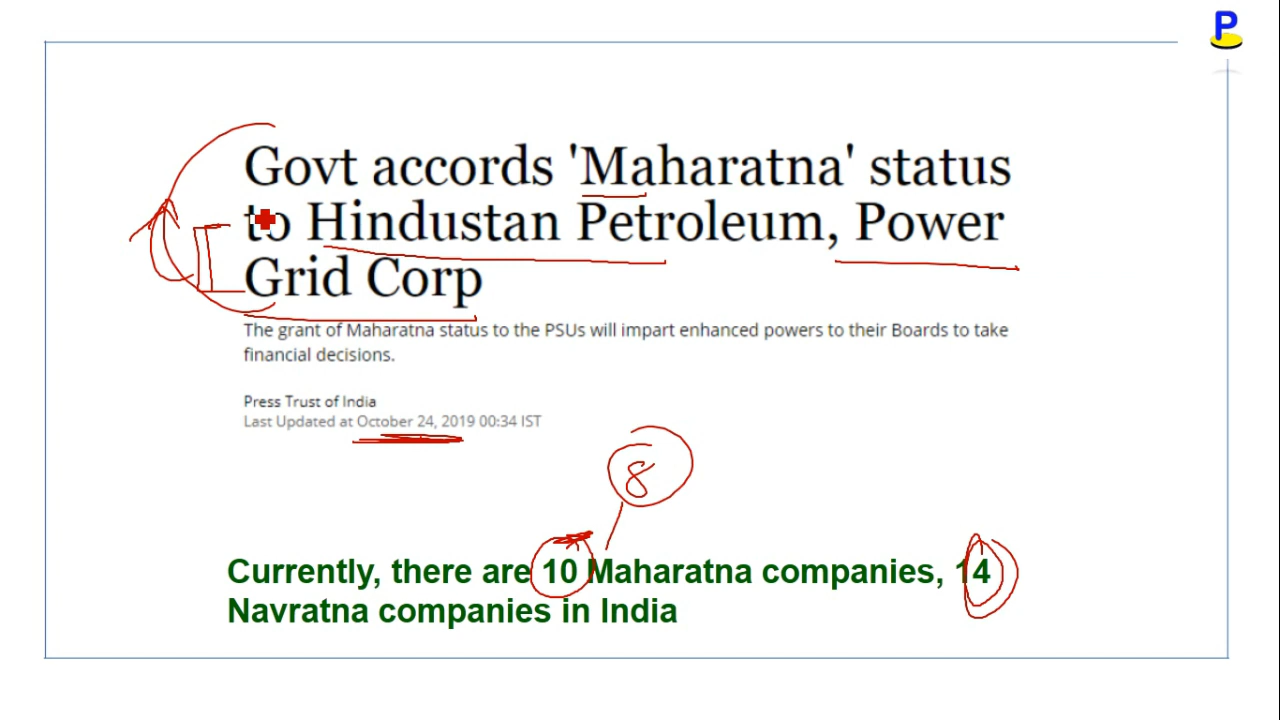 P
Govt accords 'Maharatna' status
to Hindustan Petroleum, Power
Grid Corp
The grant of Maharatna status to the PSUs will impart enhanced powers to their Boards to take
financial decisions.
Press Trust of India
Last Updated at October 24, 2019 00:34 IST
8
Currently, there are 10 Maharatna companies, 14
Navratna companies in India